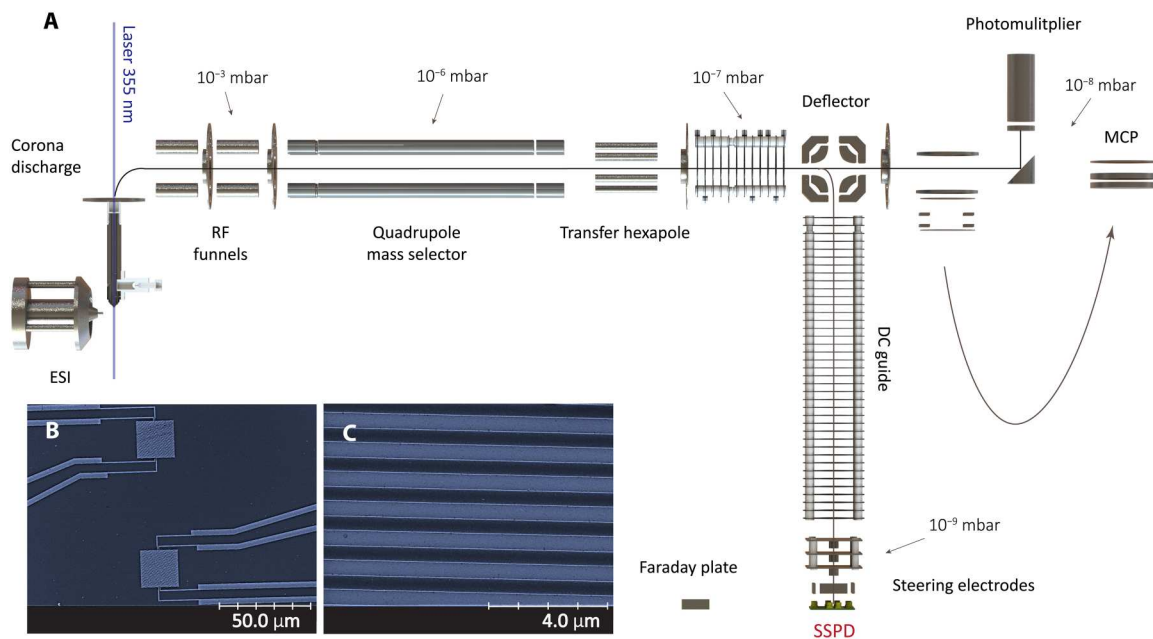 A
Laser 355 nm
Photomulitplier
10⁻³ mbar
10⁻⁶ mbar
10⁻⁷ mbar
10⁻⁸ mbar
Deflector
MCP
Corona
discharge
RF
funnels
Quadrupole
mass selector
Transfer hexapole
DC guide
ESI
B
50.0 μm
C
4.0 μm
10⁻⁹ mbar
Faraday plate
Steering electrodes
SSPD